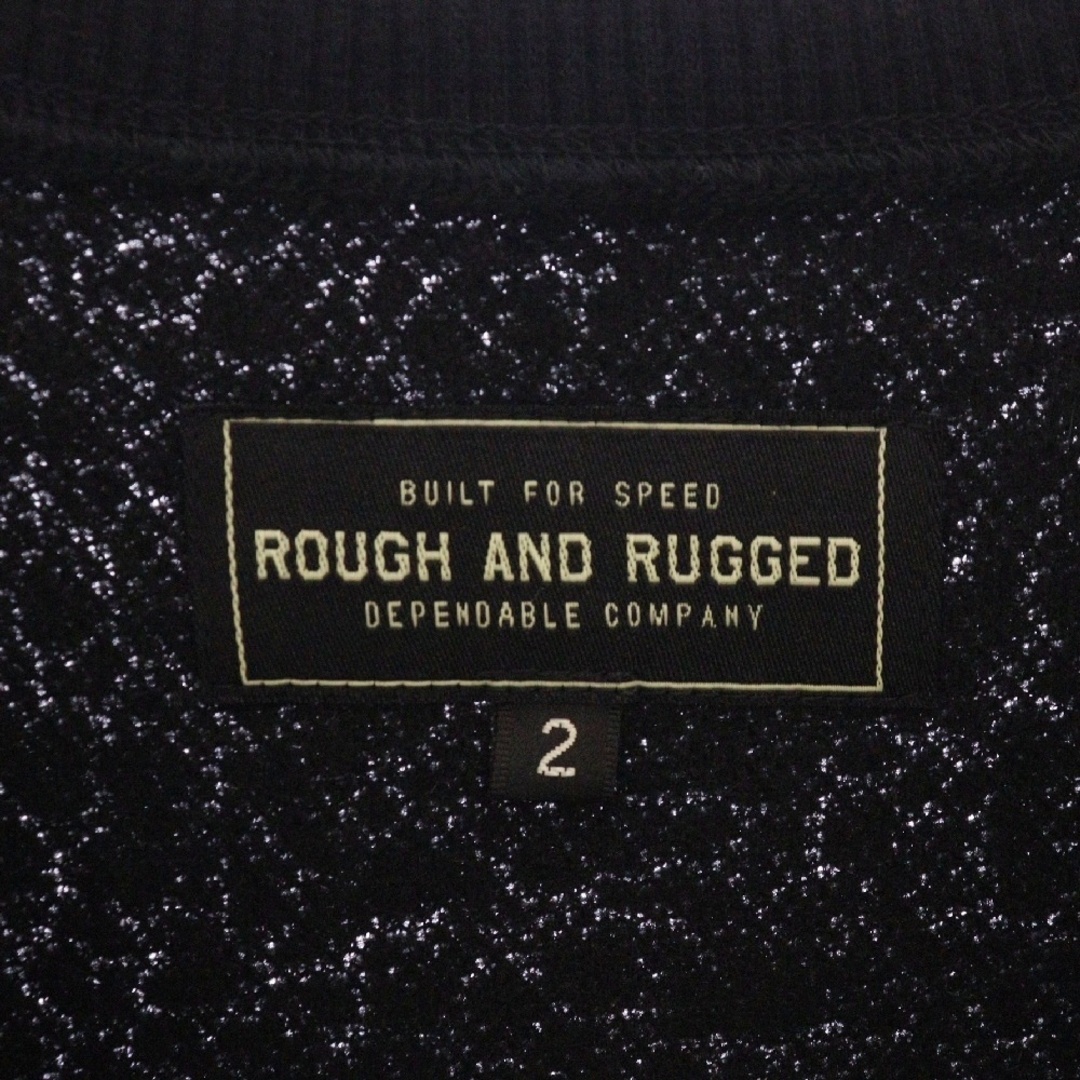 BUILT FOR SPEED
ROUGH AND RUGGED
DEPENDABLE COMPANY
2